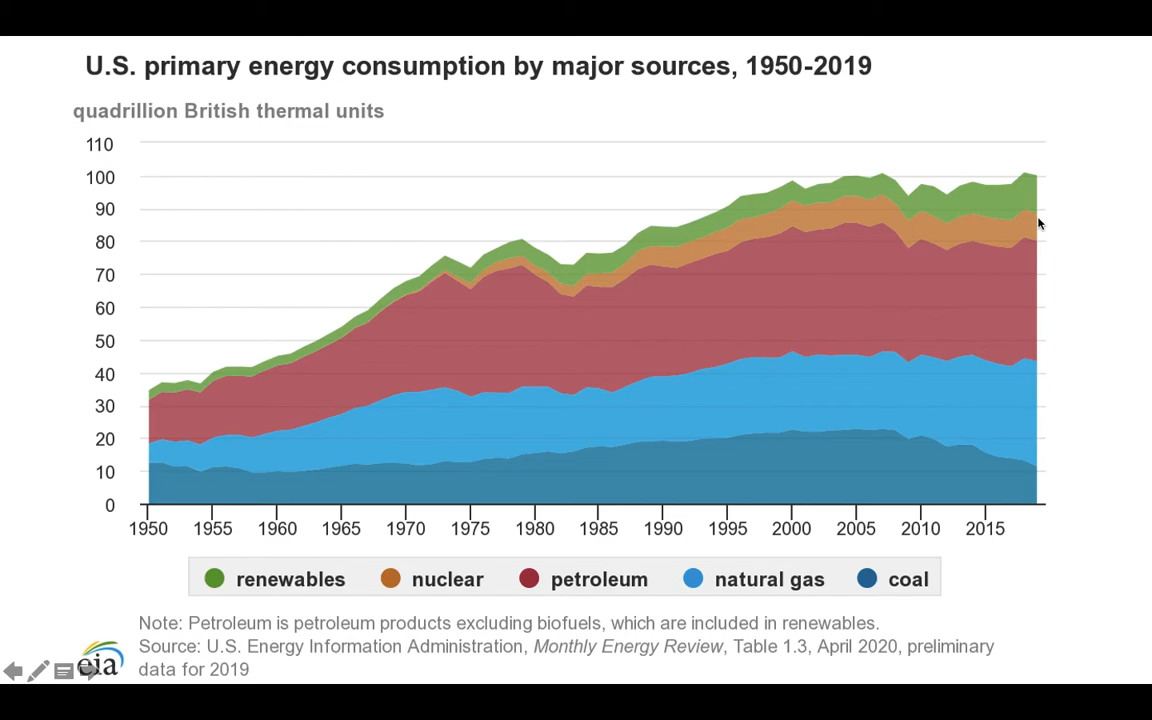 U.S. primary energy consumption by major sources, 1950-2019
quadrillion British thermal units
110
100
90
80
70
60
50
40
30
20
10
0
1950 1955 1960 1965 1970 1975 1980 1985 1990 1995 2000 2005 2010 2015
renewables nuclear petroleum natural gas coal
Note: Petroleum is petroleum products excluding biofuels, which are included in renewables.
Source: U.S. Energy Information Administration, Monthly Energy Review, Table 1.3, April 2020, preliminary
data for 2019
eia